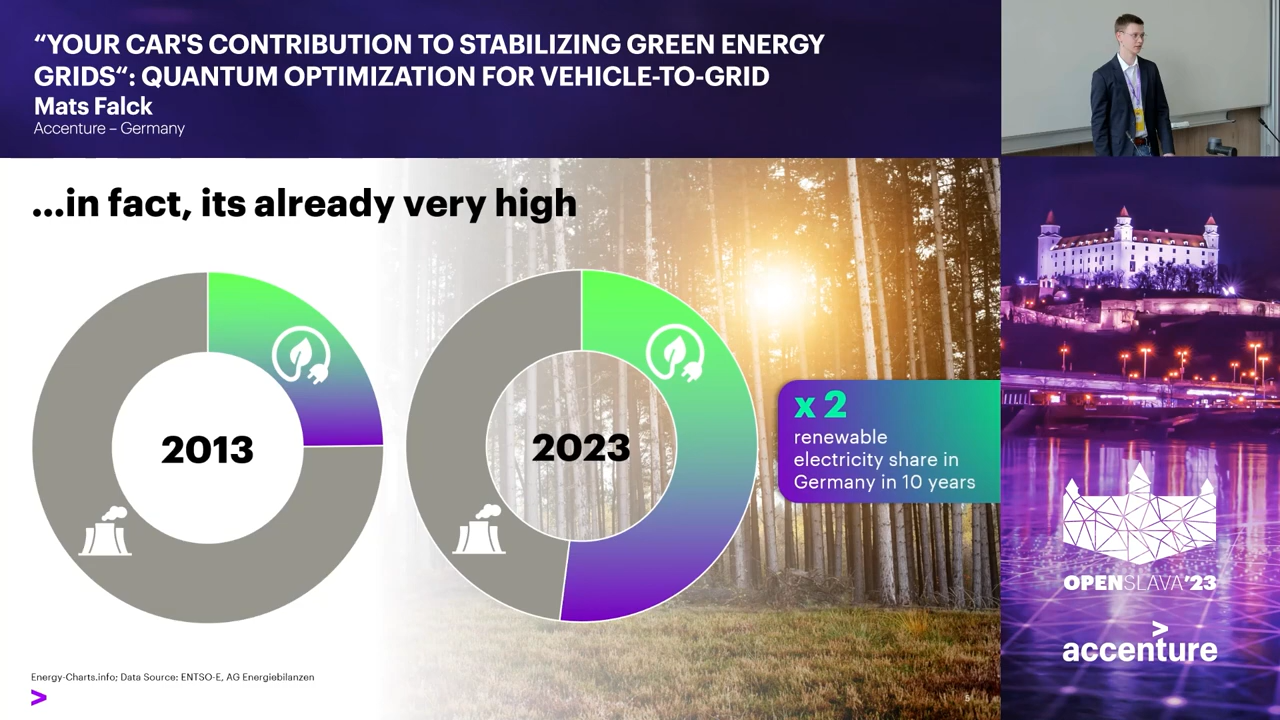 “YOUR CAR'S CONTRIBUTION TO STABILIZING GREEN ENERGY
GRIDS“: QUANTUM OPTIMIZATION FOR VEHICLE-TO-GRID
Mats Falck
Accenture – Germany
...in fact, its already very high
2013
2023
x 2
renewable
electricity share in
Germany in 10 years
Energy-Charts.info; Data Source: ENTSO-E, AG Energiebilanzen
5
OPENSLAVA'23
accenture